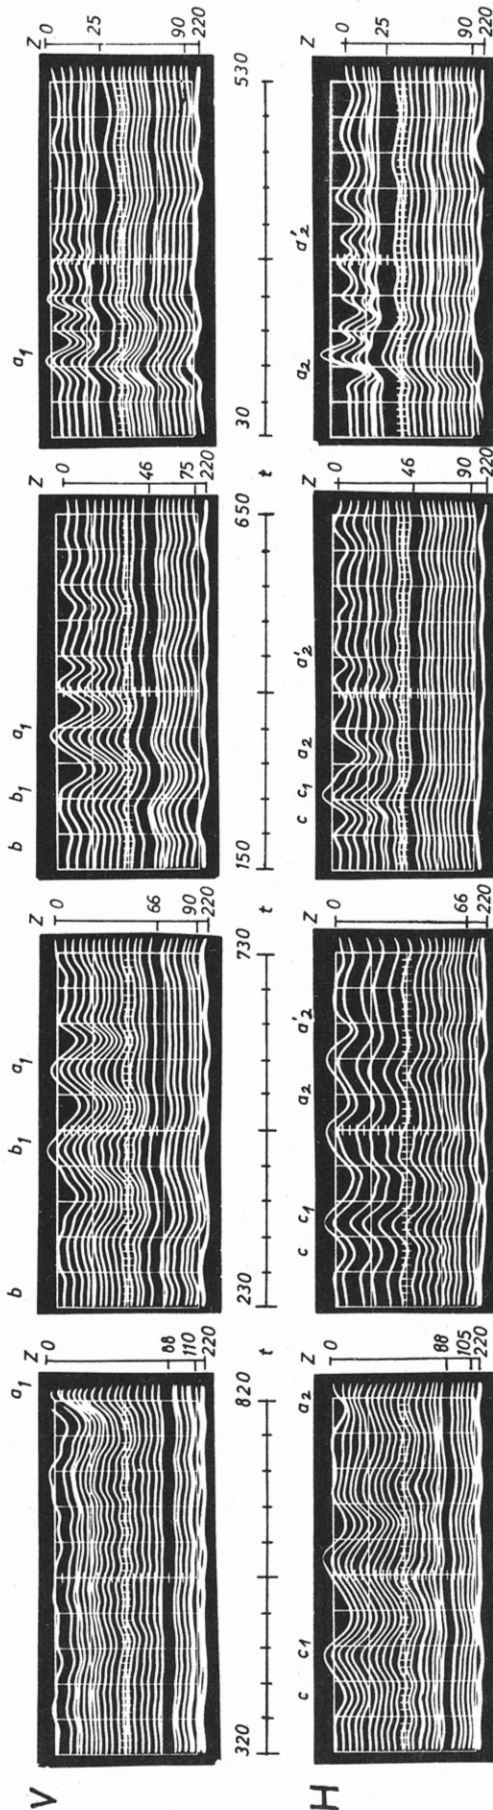 V
a₁ b b₁ a₁ b b₁ a₁ a₁
z 0 88 110 220
z 0 66 90 220
z 0 46 75 220
z 0 25 90 220
320 820 t 230 730 t 150 650 t 30 530
H
c c₁ a₂ c c₁ a₂ a'₂ c c₁ a₂ a'₂ a₂ a'₂
z 0 88 105 220
z 0 66 220
z 0 46 90 220
z 0 25 90 220